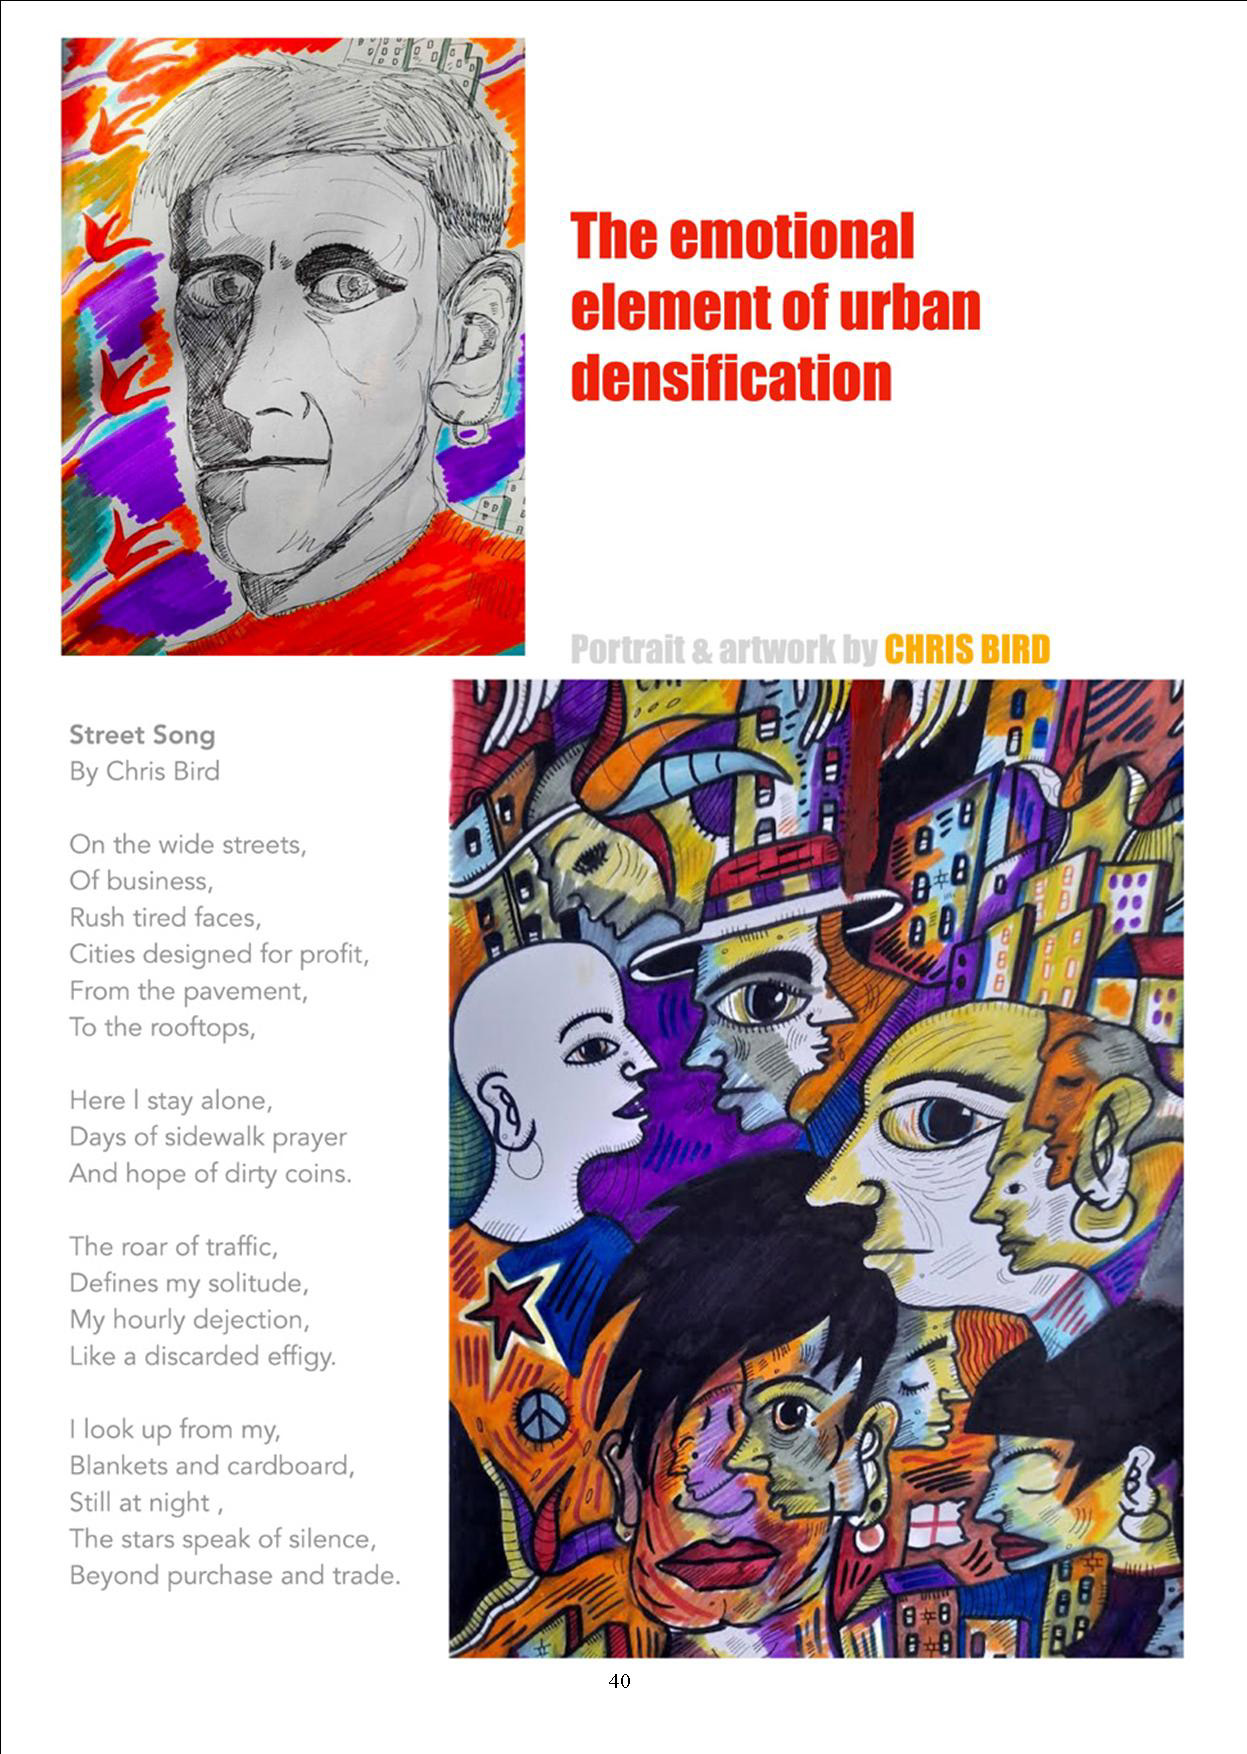 The emotional
element of urban
densification
Portrait & artwork by CHRIS BIRD
Street Song
By Chris Bird
On the wide streets,
Of business,
Rush tired faces,
Cities designed for profit,
From the pavement,
To the rooftops,
Here I stay alone,
Days of sidewalk prayer
And hope of dirty coins.
The roar of traffic,
Defines my solitude,
My hourly dejection,
Like a discarded effigy.
I look up from my,
Blankets and cardboard,
Still at night ,
The stars speak of silence,
Beyond purchase and trade.
40